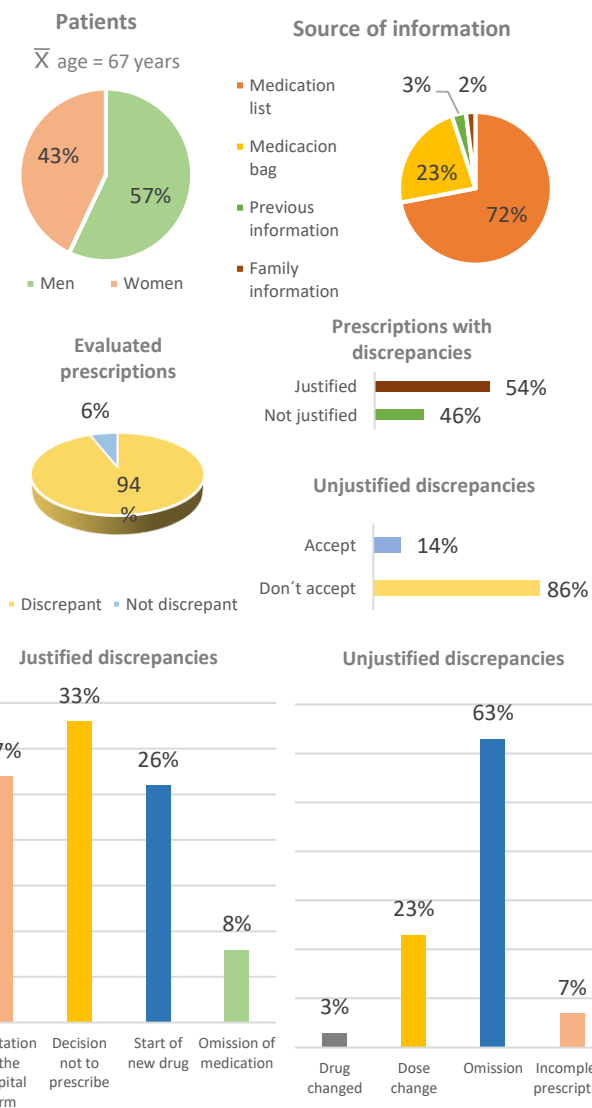 Patients
X̅ age = 67 years
43%
57%
Men
Women
Source of information
Medication
list
Medicacion
bag
Previous
information
Family
information
3%
2%
23%
72%
Evaluated
prescriptions
6%
94
%
Discrepant
Not discrepant
Prescriptions with
discrepancies
Justified
54%
Not justified
46%
Unjustified discrepancies
Accept
14%
Don´t accept
86%
Justified discrepancies
7%
33%
26%
8%
Decision
not to
prescribe
Start of
new drug
Omission of
medication
Unjustified discrepancies
3%
23%
63%
7%
Drug
changed
Dose
change
Omission